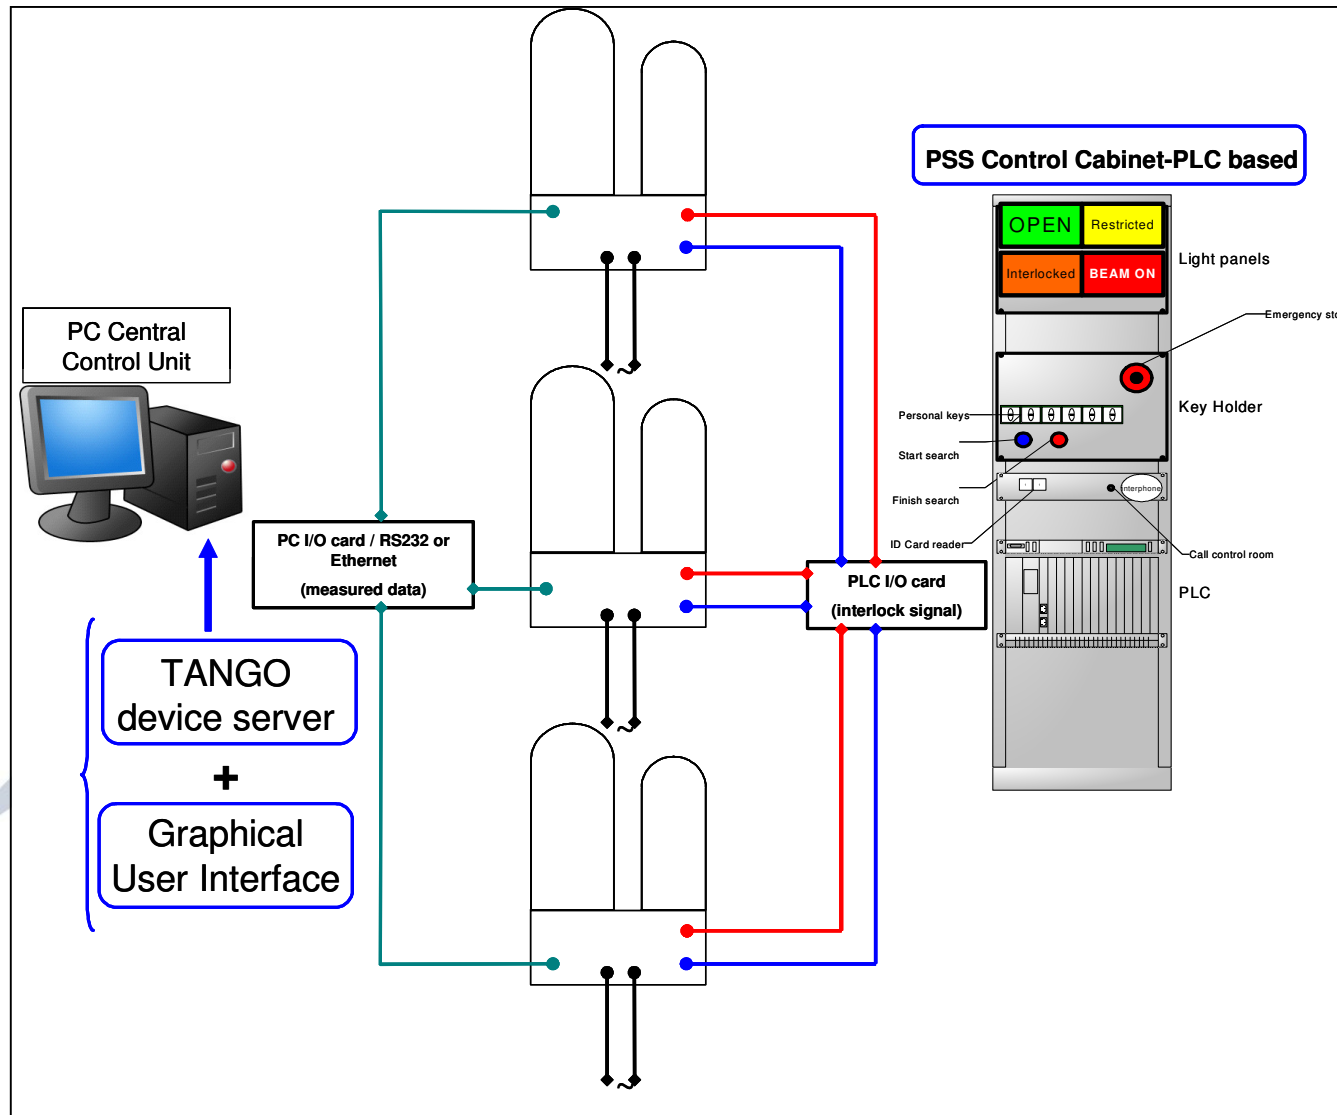 PSS Control Cabinet-PLC based
OPEN
Restricted
Interlocked
BEAM ON
Light panels
Emergency sto
PC Central
Control Unit
Personal keys
Key Holder
Start search
Finish search
interphone
ID Card reader
Call control room
PC I/O card / RS232 or
Ethernet
(measured data)
PLC I/O card
(interlock signal)
PLC
TANGO
device server
+
Graphical
User Interface
~
~
~